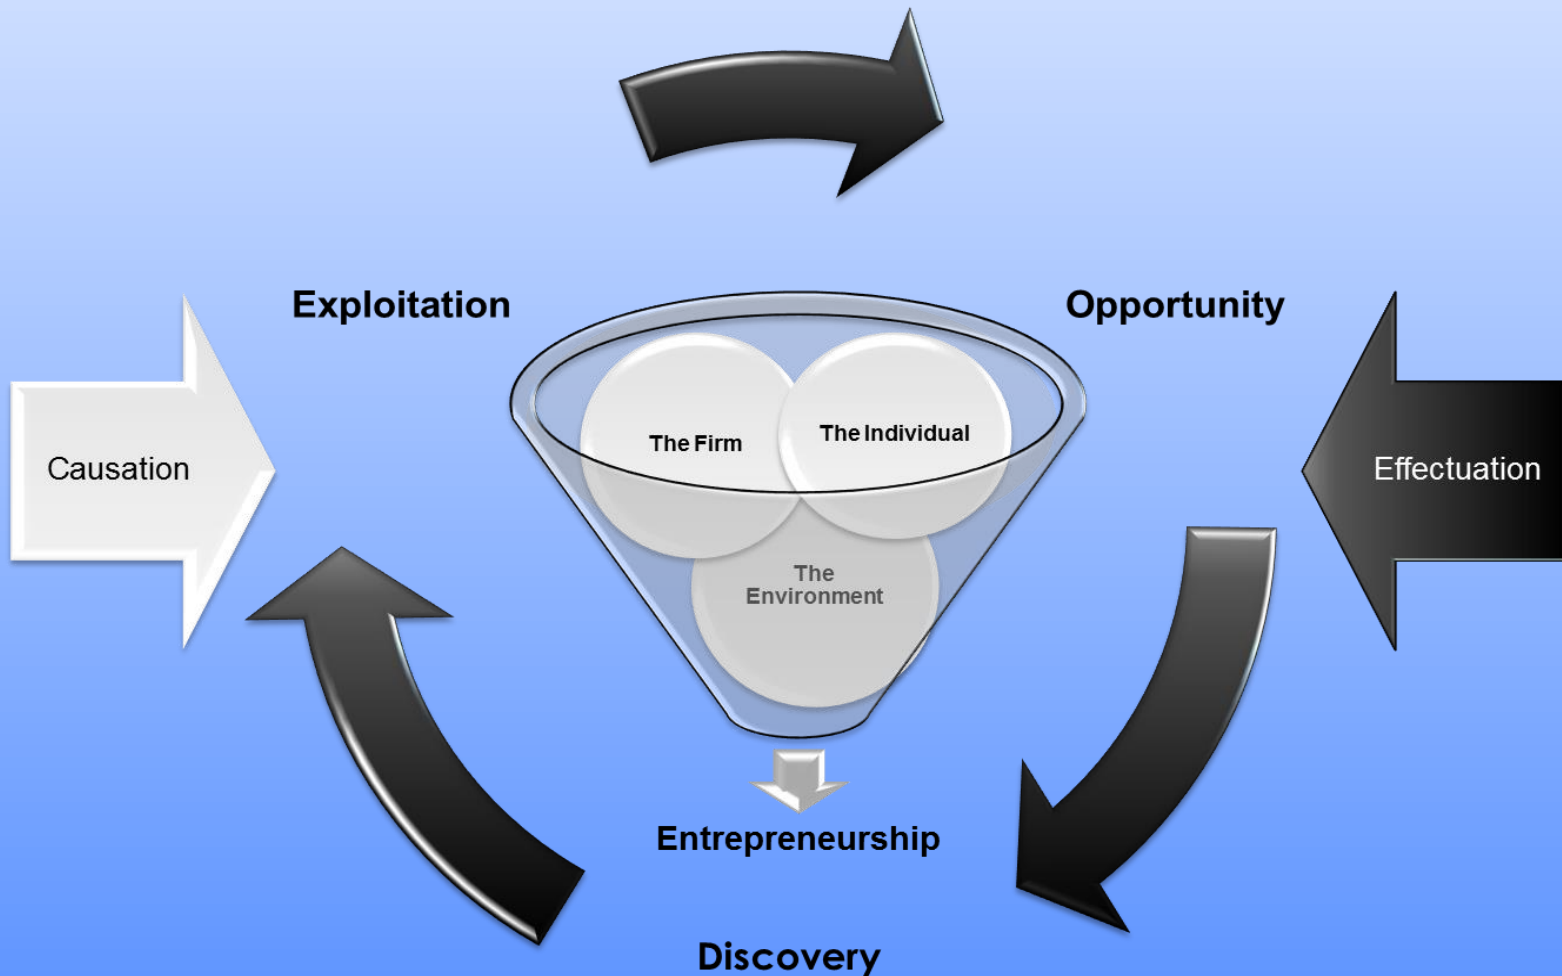 Exploitation
Opportunity
The Firm
The Individual
Causation
Effectuation
The
Environment
Entrepreneurship
Discovery